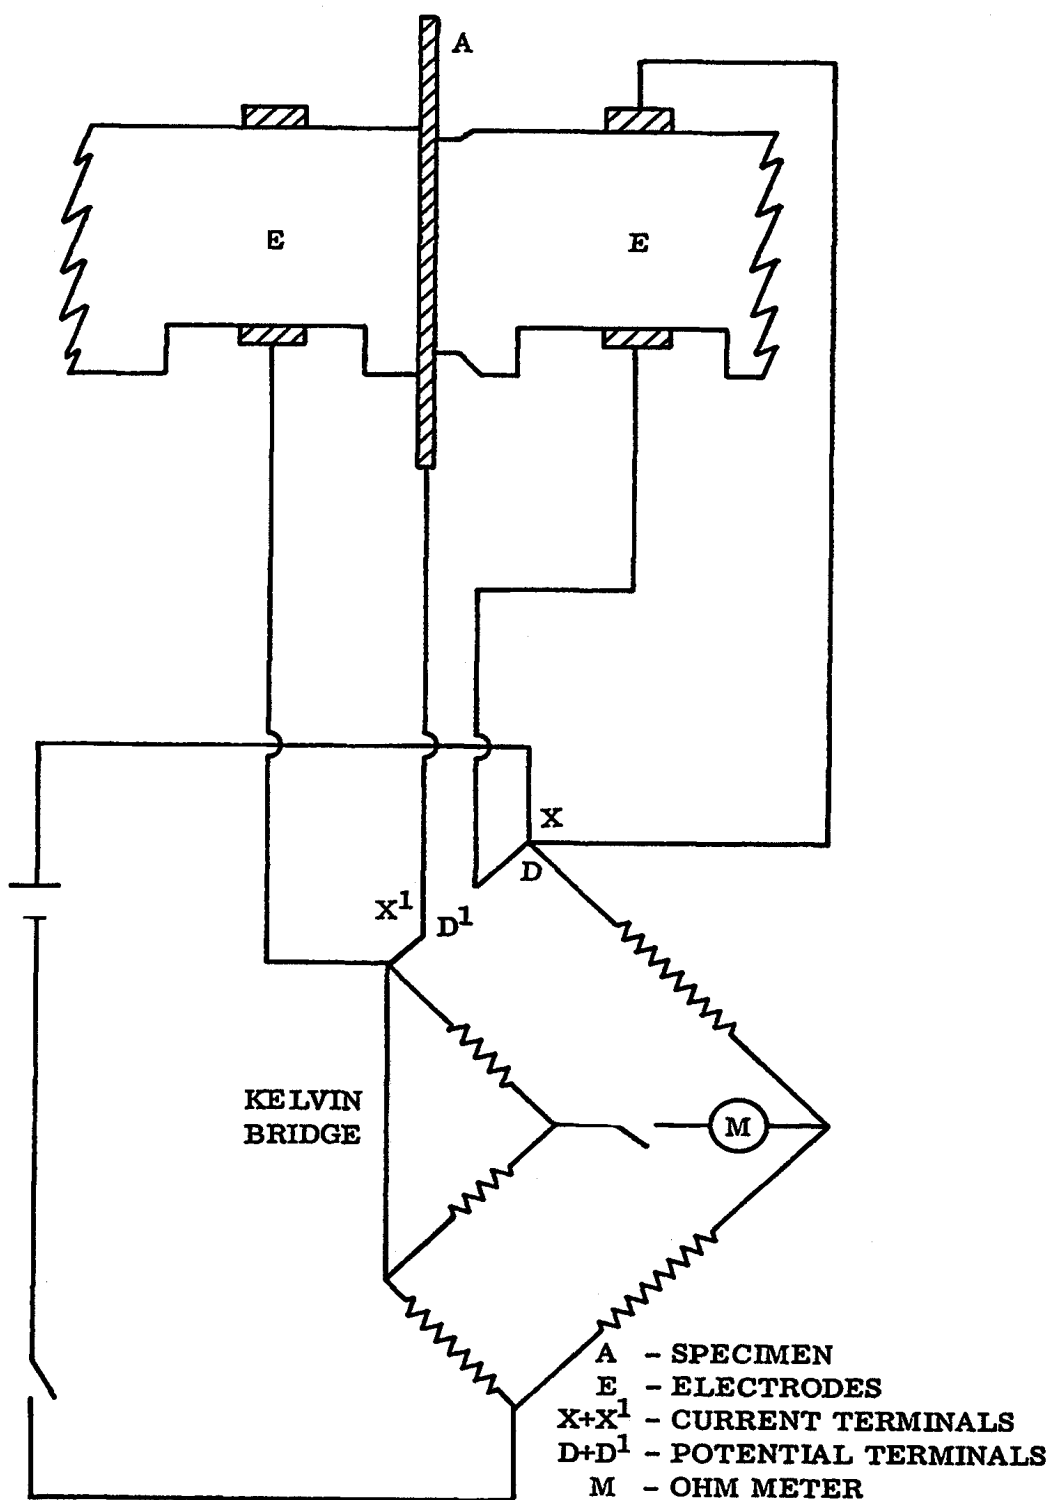 A
E
E
X
D
X¹
D¹
KELVIN
BRIDGE
M
A - SPECIMEN
E - ELECTRODES
X+X¹ - CURRENT TERMINALS
D+D¹ - POTENTIAL TERMINALS
M - OHM METER